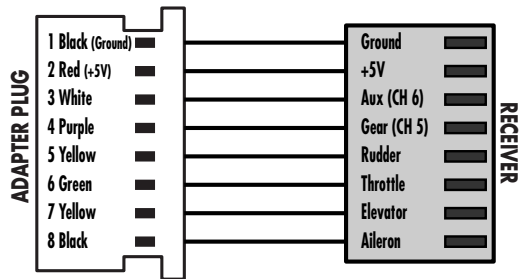 ADAPTER PLUG
1 Black (Ground)
2 Red (+5V)
3 White
4 Purple
5 Yellow
6 Green
7 Yellow
8 Black
Ground
+5V
Aux (CH 6)
Gear (CH 5)
Rudder
Throttle
Elevator
Aileron
RECEIVER